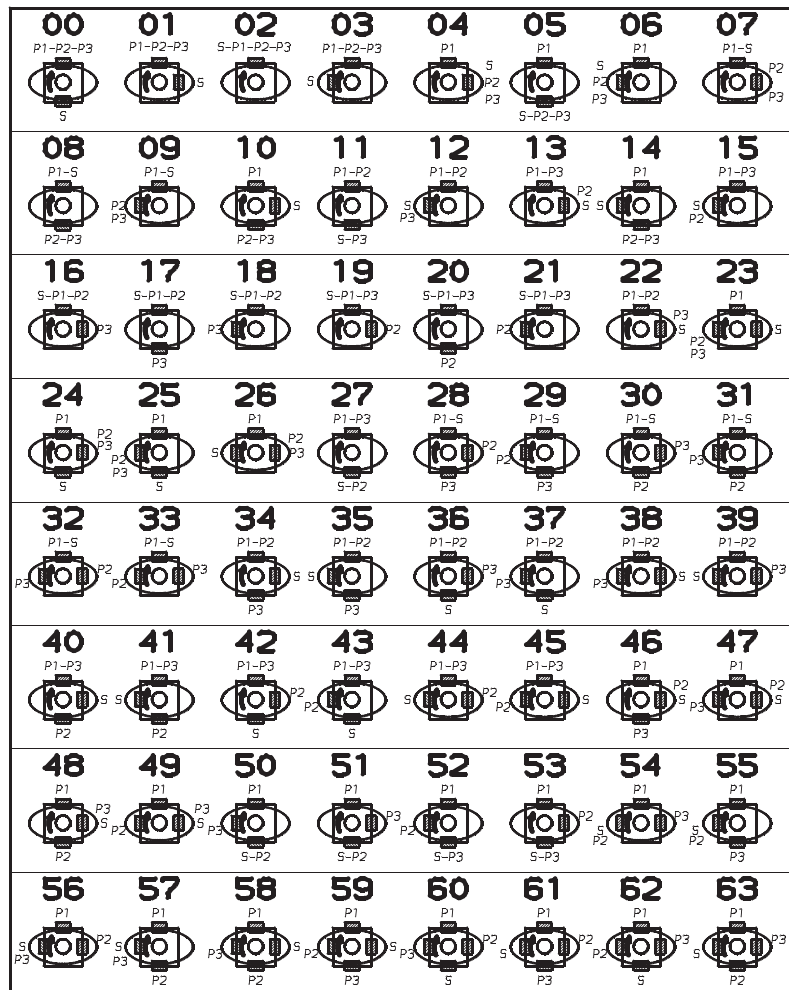 00 01 02 03 04 05 06 07
P1-P2-P3 P1-P2-P3 S-P1-P2-P3 P1-P2-P3 P1 P1 P1 P1-S
S S S P2 P3 S P2 P3 P2 P3
S S-P2-P3
08 09 10 11 12 13 14 15
P1-S P1-S P1 P1-P2 P1-P2 P1-P3 P1 P1-P3
P2 P3 S S P3 P2 S S S P2
P2-P3 P2-P3 S-P3 P2-P3
16 17 18 19 20 21 22 23
S-P1-P2 S-P1-P2 S-P1-P2 S-P1-P3 S-P1-P3 S-P1-P3 P1-P2 P1
P3 P3 P2 P2 P3 S P2 P3 S
P3 P2
24 25 26 27 28 29 30 31
P1 P1 P1 P1-P3 P1-S P1-S P1-S P1-S
P2 P3 P2 P3 S P2 P3 P2 P2 P3 P3
S S S-P2 P3 P3 P2 P2
32 33 34 35 36 37 38 39
P1-S P1-S P1-P2 P1-P2 P1-P2 P1-P2 P1-P2 P1-P2
P3 P2 P2 P3 S S P3 P3 P3 S S P3
P3 P3 S S
40 41 42 43 44 45 46 47
P1-P3 P1-P3 P1-P3 P1-P3 P1-P3 P1-P3 P1 P1
S S P2 P2 S P2 P2 S P2 S P3 P2 S
P2 P2 S S P3
48 49 50 51 52 53 54 55
P1 P1 P1 P1 P1 P1 P1 P1
P3 S P2 P3 S P3 P3 P2 P2 S P2 P3 S P2
P2 S-P2 S-P2 S-P3 S-P3 P3
56 57 58 59 60 61 62 63
P1 P1 P1 P1 P1 P1 P1 P1
S P3 P2 S P3 P3 S P2 S P3 P2 S P2 P2 P3 S P3
P2 P2 P3 S P3 S P2